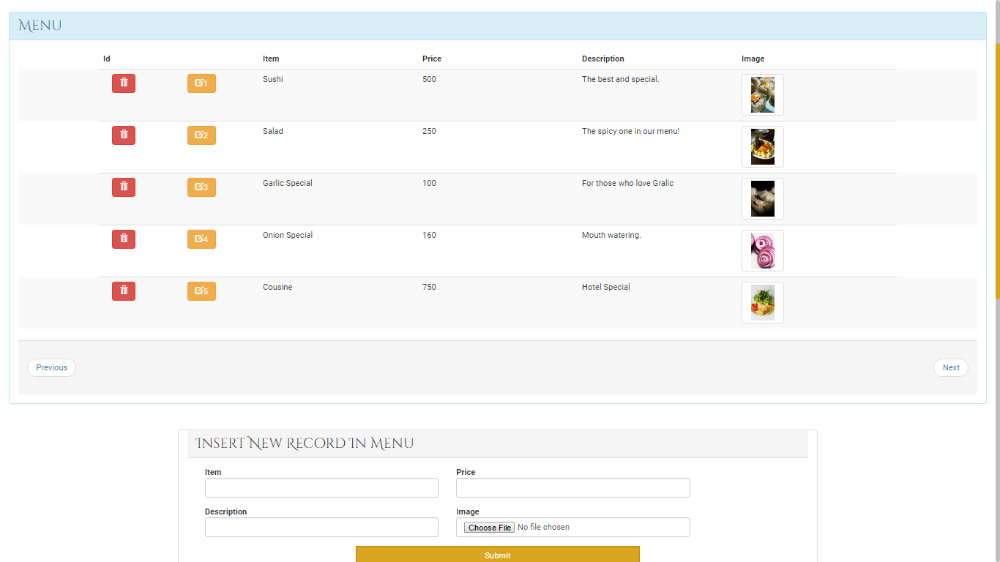 Menu
Id Item Price Description Image
1 Sushi 500 The best and special.
2 Salad 250 The spicy one in our menu!
3 Garlic Special 100 For those who love Gralic
4 Onion Special 160 Mouth watering.
5 Cousine 750 Hotel Special
Previous Next
Insert New Record In Menu
Item Price
Description Image
Choose File No file chosen
Submit